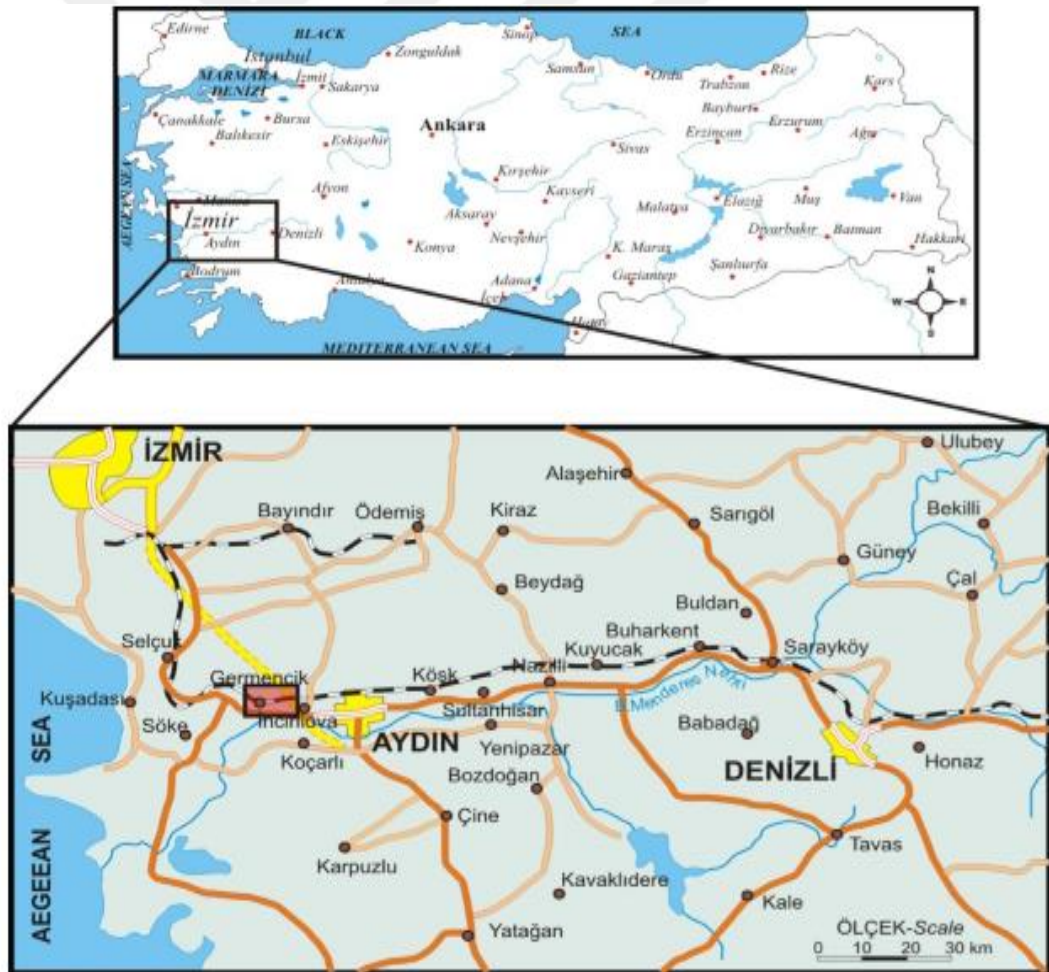 Edirne
BLACK
Sinop
SEA
İstanbul
Zonguldak
MARMARA
DENİZİ
İzmit
Sakarya
Samsun
Ordu
Trabzon
Rize
Kars
Çanakkale
Bursa
Balıkesir
Eskişehir
Ankara
Bayburt
Erzincan
Erzurum
Ağrı
Sivas
Kırşehir
AEGEAN SEA
Manisa
Afyon
Kayseri
Elazığ
Muş
Van
İzmir
Aydın
Denizli
Aksaray
Nevşehir
Konya
Malatya
Diyarbakır
Batman
Hakkari
K. Maraş
Gaziantep
Şanlıurfa
Bodrum
Antalya
Adana
İçel
Hatay
MEDITERRANEAN SEA
N
W
E
S
İZMİR
Ulubey
Alaşehir
Bayındır
Ödemiş
Kiraz
Sarıgöl
Bekilli
Güney
Beydağ
Çal
Buldan
Selçuk
Buharkent
Kuyucak
Sarayköy
Germencik
Köşk
Nazilli
Kuşadası
İncirliova
Sultanhisar
B.Menderes Nehri
Söke
AYDIN
Yenipazar
Babadağ
Koçarlı
DENİZLİ
Honaz
Bozdoğan
Çine
Karpuzlu
Tavas
Kavaklıdere
Kale
Yatağan
AEGEEAN SEA
ÖLÇEK-Scale
0 10 20 30 km